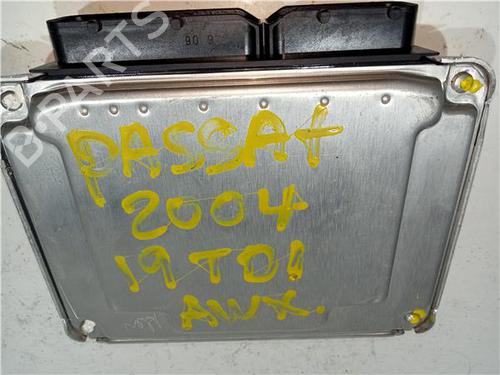 PASSAt
2004
19 TDI
AWX.